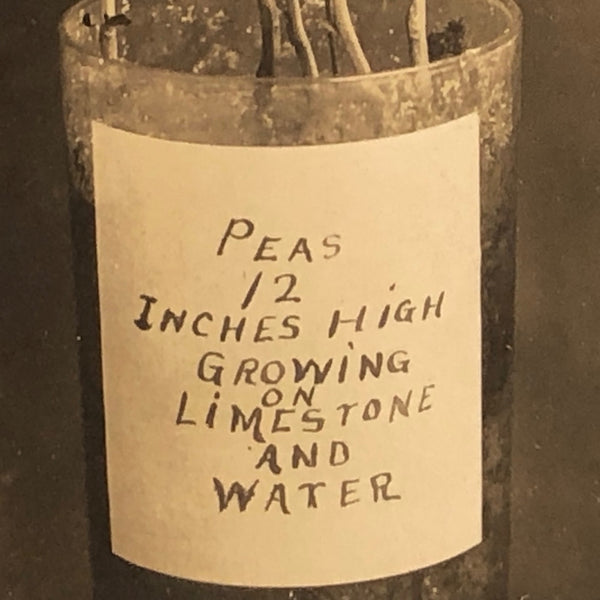 PEAS
12
INCHES HIGH
GROWING
ON
LIMESTONE
AND
WATER